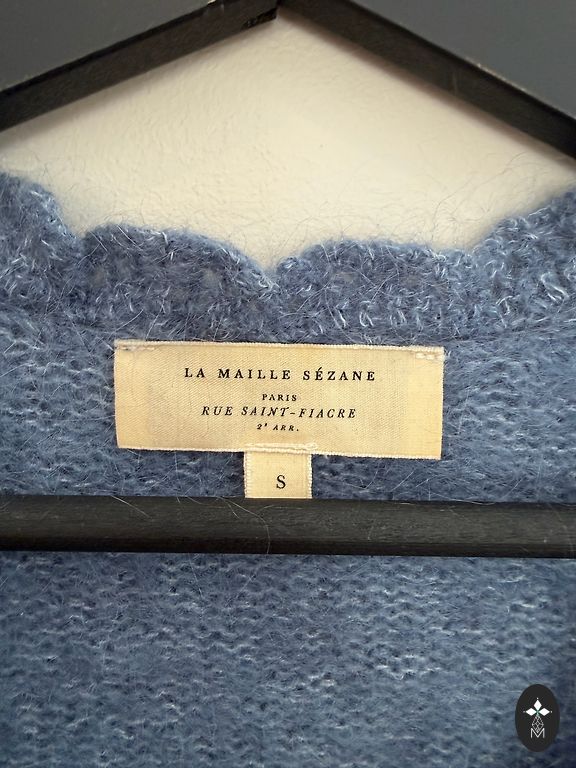 LA MAILLE SÉZANE
PARIS
RUE SAINT-FIACRE
2ᵉ ARR.
S
M